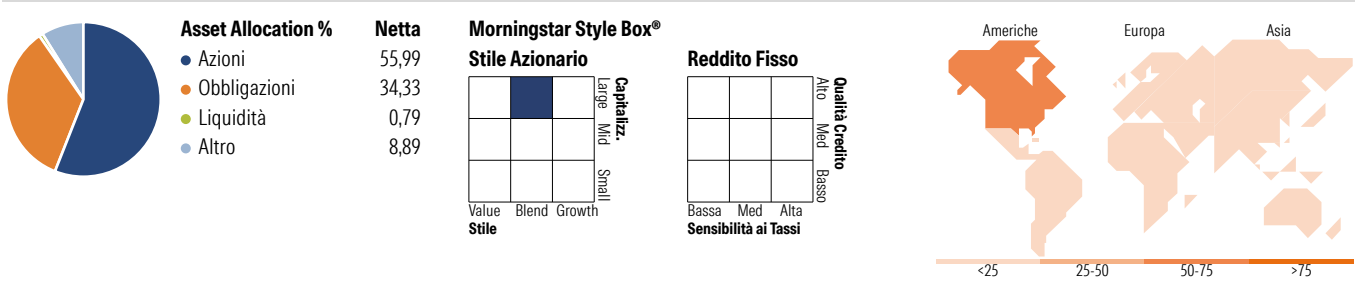 Asset Allocation % Netta
Azioni 55,99
Obbligazioni 34,33
Liquidità 0,79
Altro 8,89
Morningstar Style Box®
Stile Azionario
Large Mid Small
Capitalizz.
Value Blend Growth
Stile
Reddito Fisso
Alto Med Basso
Qualità Credito
Bassa Med Alta
Sensibilità ai Tassi
Americhe Europa Asia
<25 25-50 50-75 >75